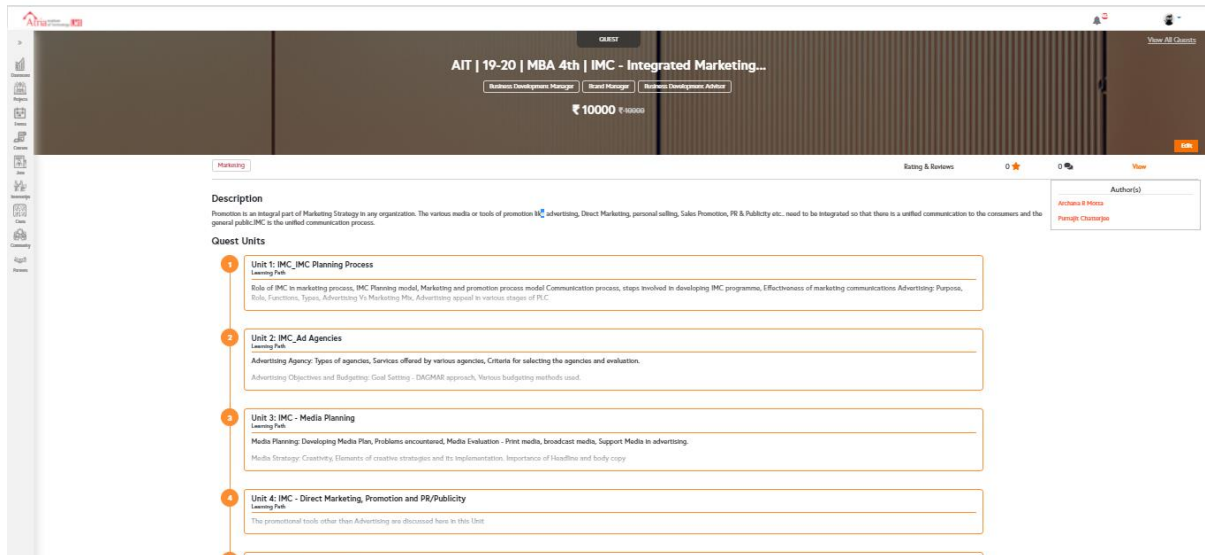 Atria
QUEST
View All Quests
AIT | 19-20 | MBA 4th | IMC - Integrated Marketing...
Business Development Manager Brand Manager Business Development Advisor
₹ 10000 ₹ 10000
Edit
Marketing Rating & Reviews 0 0 View
Author(s)
Archana B Monta
Description
Promotion is an integral part of Marketing Strategy in any organization. The various media or tools of promotion like advertising, Direct Marketing, personal selling, Sales Promotion, PR & Publicity etc.. need to be integrated so that there is a unified communication to the consumers and the
general public.IMC is the unified communication process.
Chatterjee
Quest Units
1
Unit 1: IMC_IMC Planning Process
Learning Path
Role of IMC in marketing process, IMC Planning model, Marketing and promotion process model Communication process, steps involved in developing IMC programme, Effectiveness of marketing communications Advertising: Purpose,
Role, Functions, Types, Advertising Vs Marketing Mix, Advertising appeal in various stages of PLC
2
Unit 2: IMC_Ad Agencies
Learning Path
Advertising Agency: Types of agencies, Services offered by various agencies, Criteria for selecting the agencies and evaluation.
Advertising Objectives and Budgeting: Goal Setting - DAGMAR approach, Various budgeting methods used.
3
Unit 3: IMC - Media Planning
Learning Path
Media Planning: Developing Media Plan, Problems encountered, Media Evaluation - Print media, broadcast media, Support Media in advertising.
Media Strategy: Creativity, Elements of creative strategies and its implementation. Importance of Headline and body copy
4
Unit 4: IMC - Direct Marketing, Promotion and PR/Publicity
Learning Path
The promotional tools other than Advertising are discussed here in this Unit
Dashboard
Projects
Events
Courses
Jobs
Internships
Community